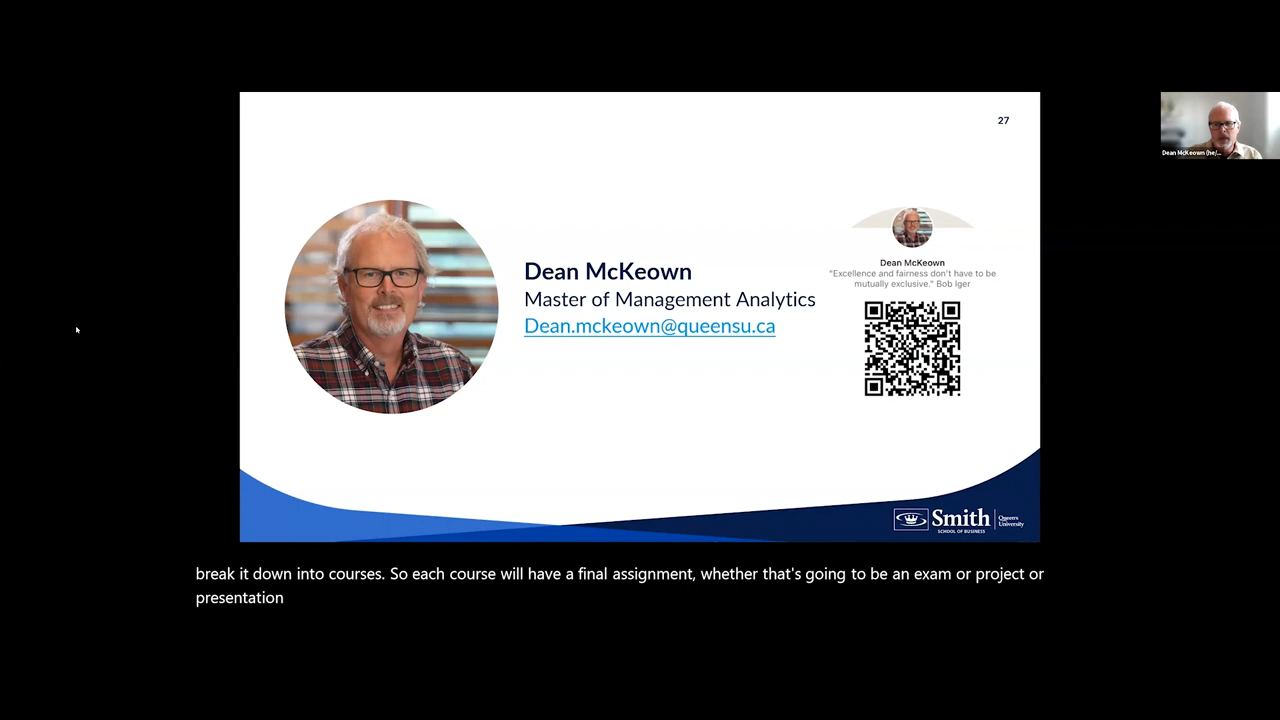 27
Dean McKeown (he/...
Dean McKeown
Master of Management Analytics
Dean.mckeown@queensu.ca
Dean McKeown
"Excellence and fairness don't have to be
mutually exclusive." Bob Iger
Smith
SCHOOL OF BUSINESS
Queen's
University
break it down into courses. So each course will have a final assignment, whether that's going to be an exam or project or
presentation